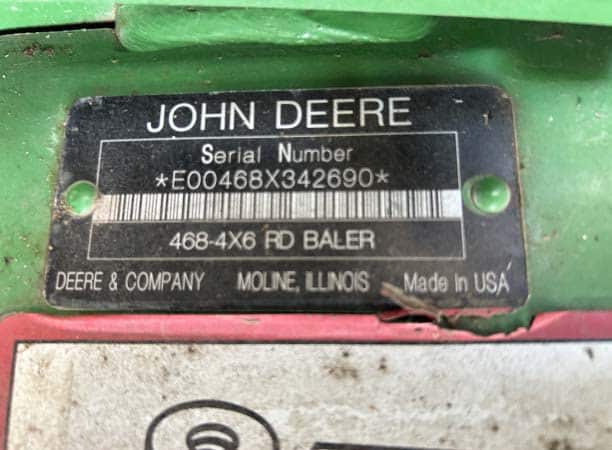 JOHN DEERE
Serial Number
*E00468X342690*
468-4X6 RD BALER
DEERE & COMPANY MOLINE, ILLINOIS Made In USA